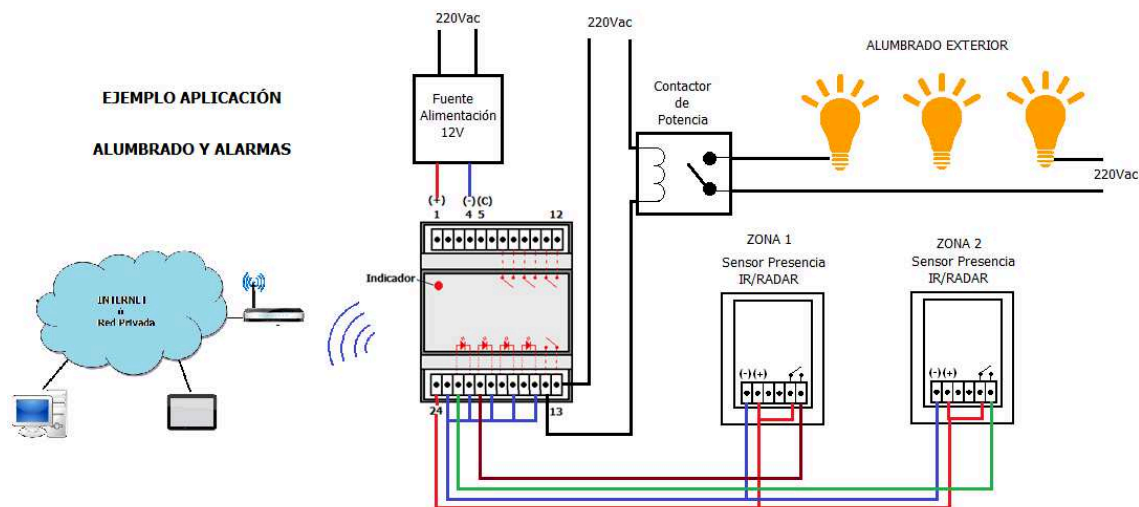 EJEMPLO APLICACIÓN
ALUMBRADO Y ALARMAS
220Vac
Fuente
Alimentación
12V
220Vac
Contactor
de
Potencia
ALUMBRADO EXTERIOR
220Vac
(+) (-) (C)
1 4 5 12
Indicador
24 13
INTERNET
o
Red Privada
ZONA 1
Sensor Presencia
IR/RADAR
(-) (+)
ZONA 2
Sensor Presencia
IR/RADAR
(-) (+)